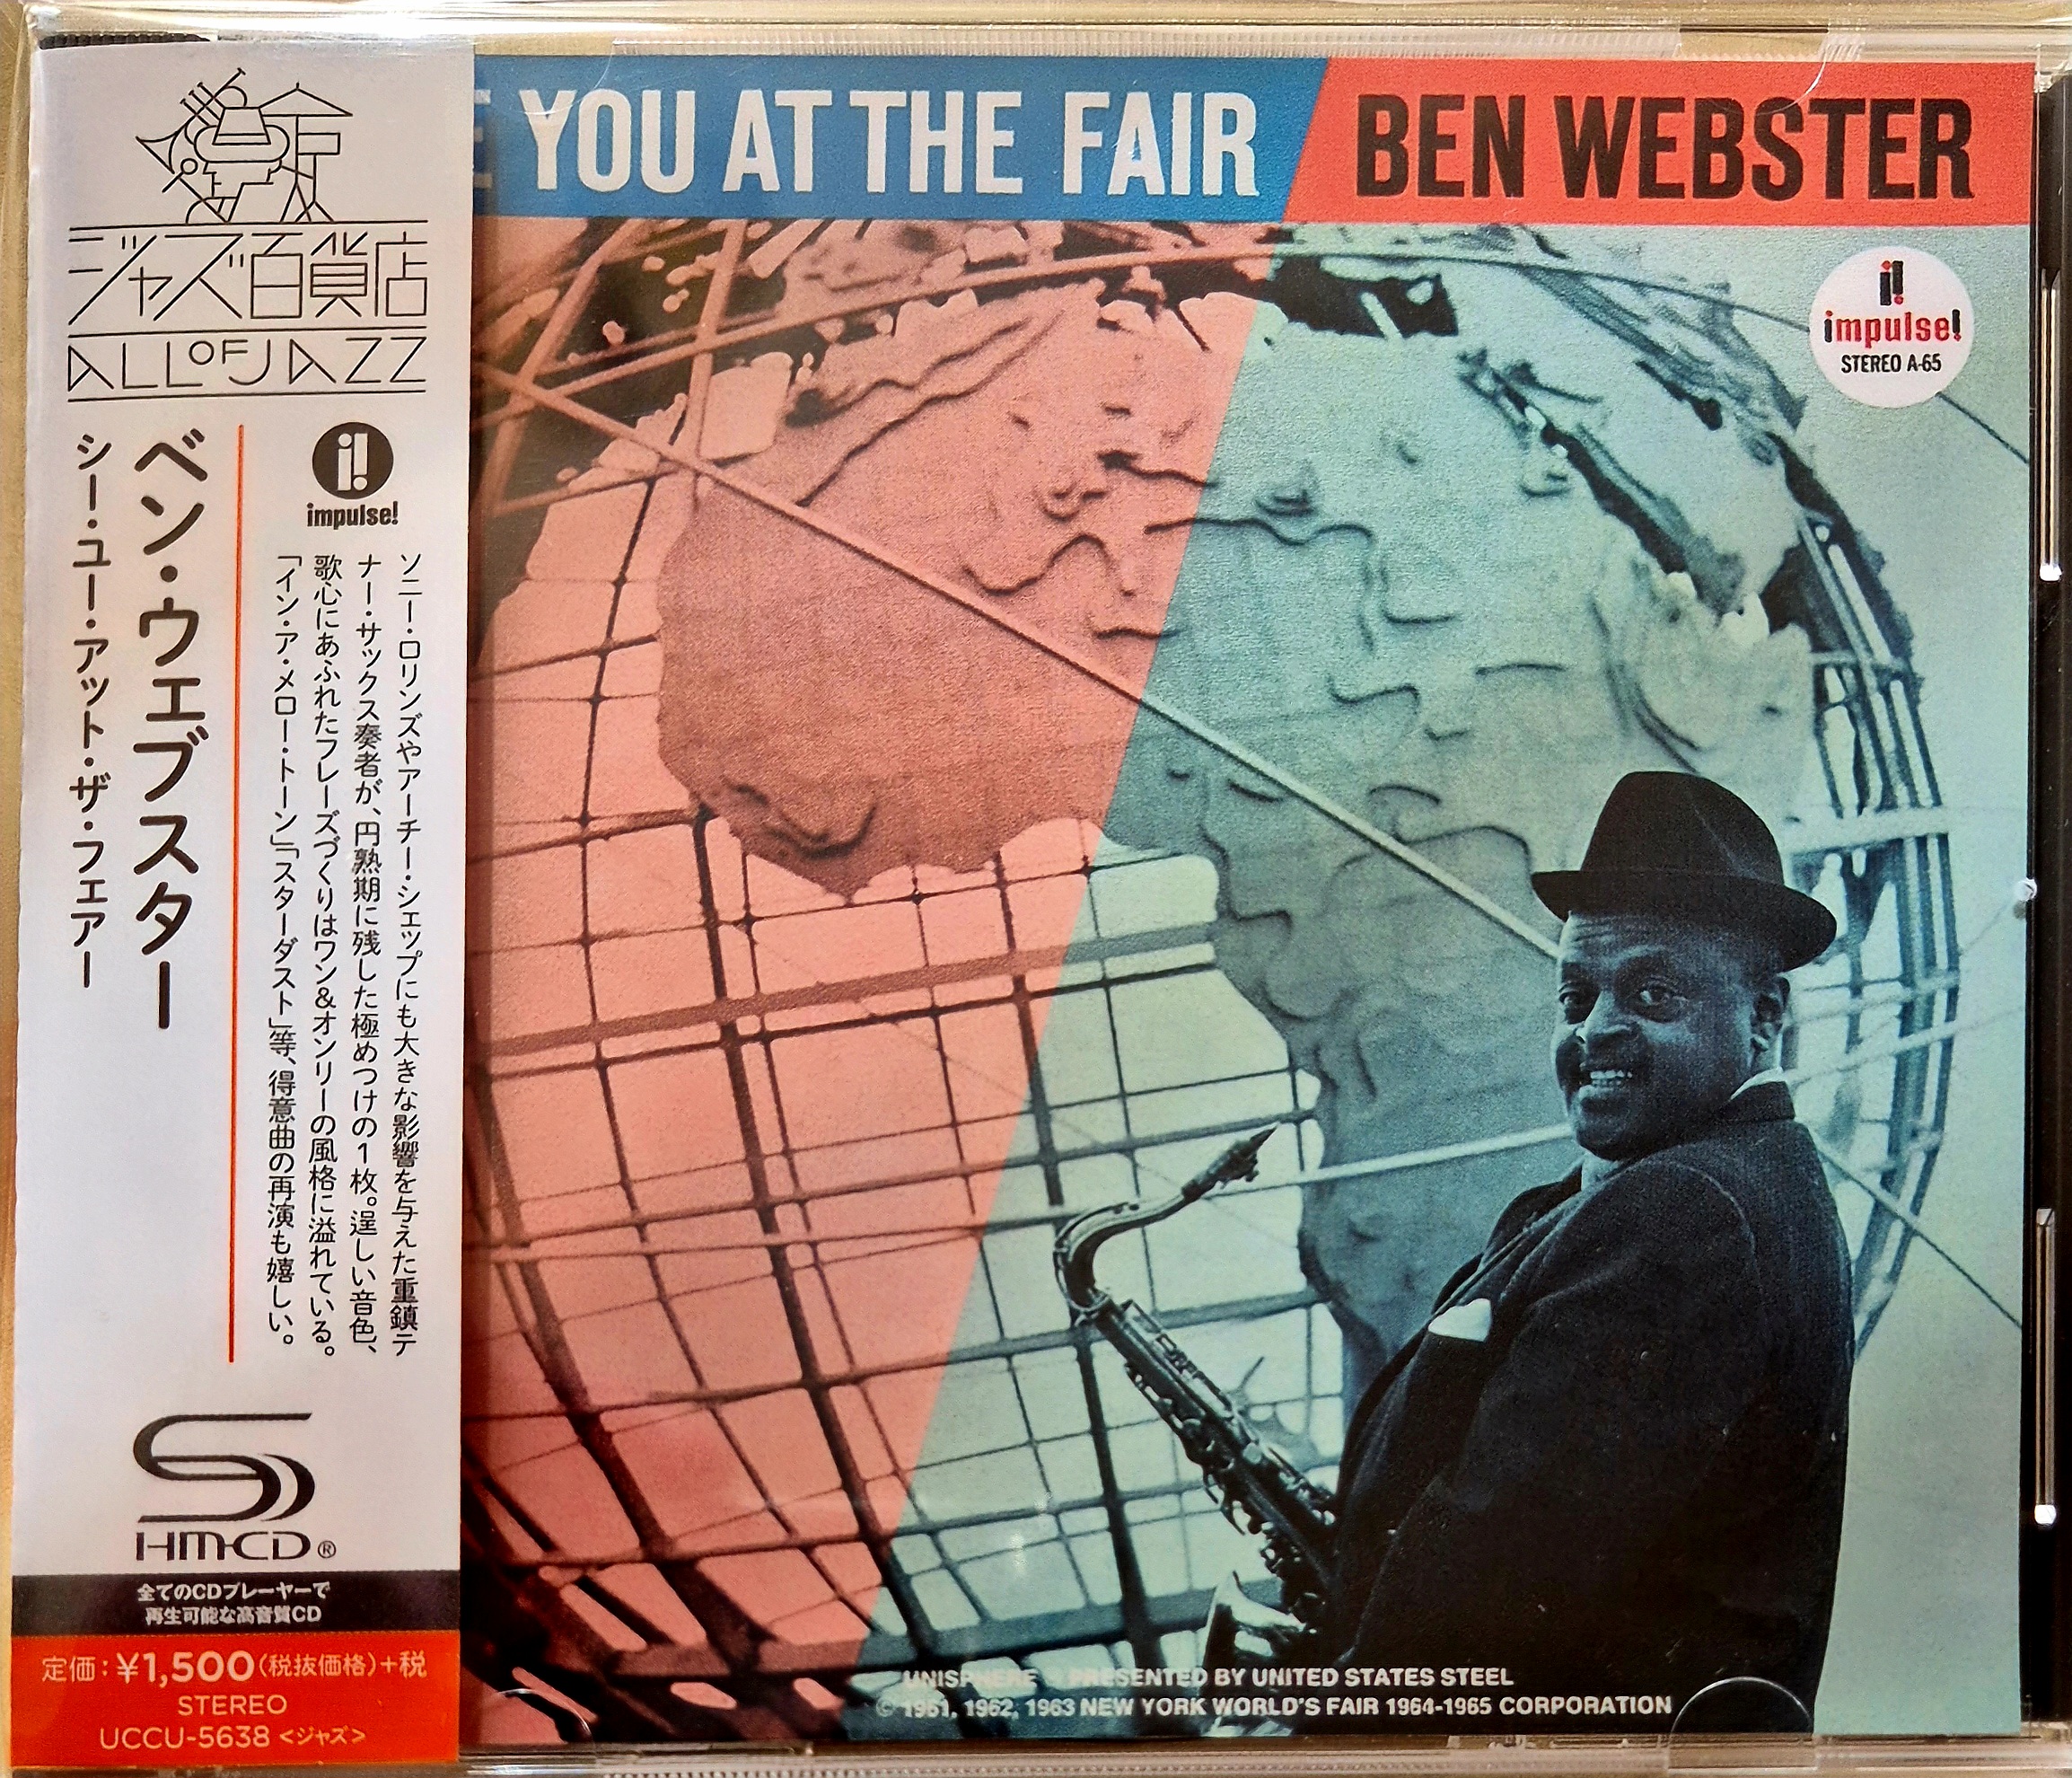 ジャズ百貨店
ALL OF JAZZ
i!
impulse!
ソニー・ロリンズやアーチー・シェップにも大きな影響を与えた重鎮テ
ナー・サックス奏者が、円熟期に残した極めつけの1枚。逞しい音色、
歌心にあふれたフレーズづくりはワン&オンリーの風格に溢れている。
「イン・ア・メロー・トーン」「スターダスト」等、得意曲の再演も嬉しい。
ベン・ウェブスター
シー・ユー・アット・ザ・フェアー
SHM-CD®
全てのCDプレーヤーで
再生可能な高音質CD
定価:¥1,500(税抜価格)+税
STEREO
UCCU-5638 <ジャズ>
E YOU AT THE FAIR BEN WEBSTER
i!
impulse!
STEREO A-65
UNISPHERE PRESENTED BY UNITED STATES STEEL
© 1961, 1962, 1963 NEW YORK WORLD'S FAIR 1964-1965 CORPORATION